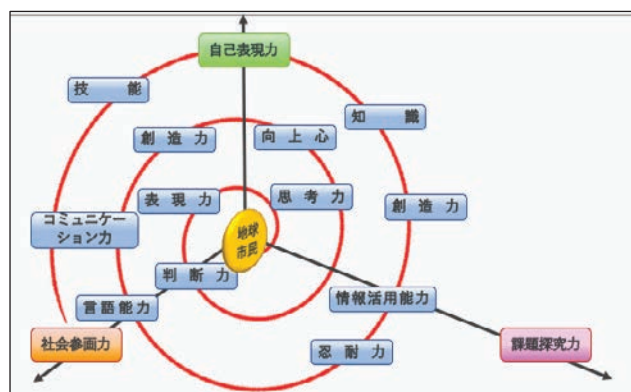 自己表現力
技能
知識
創造力
向上心
表現力
思考力
創造力
コミュニケー
ション力
地球
市民
判断力
言語能力
情報活用能力
社会参画力
忍耐力
課題探究力